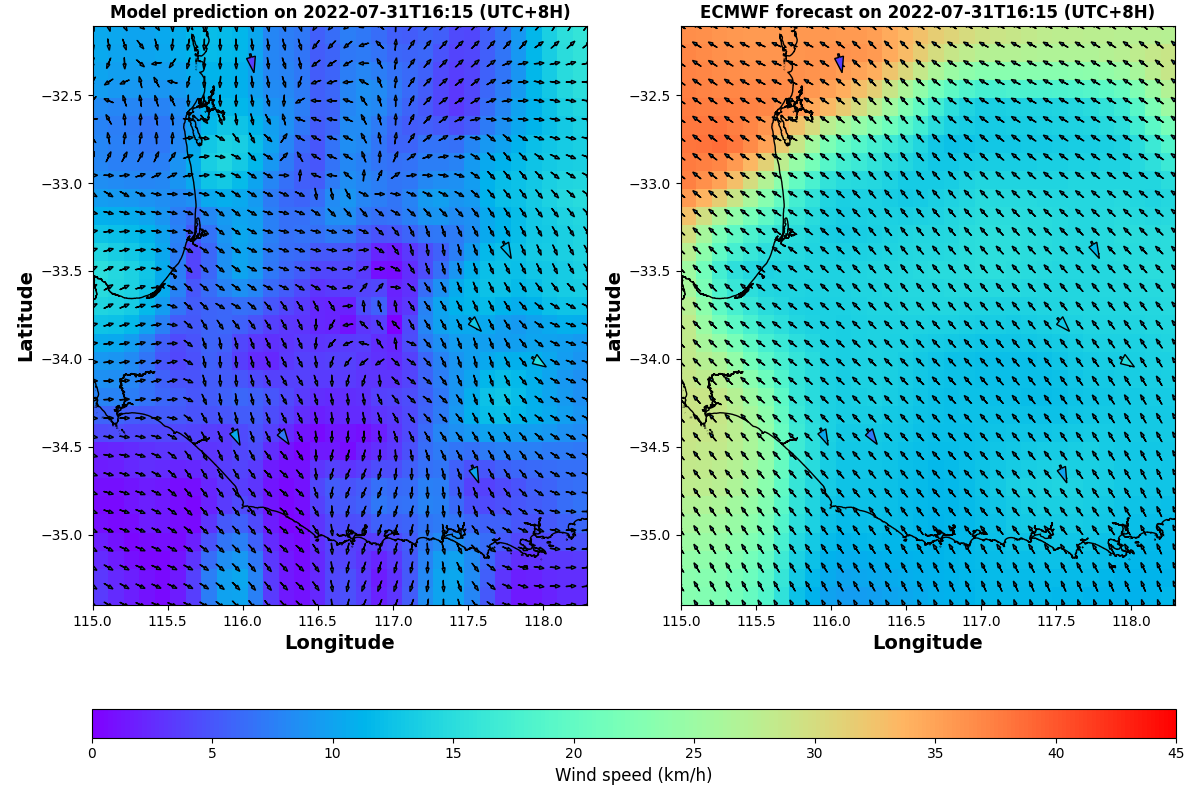 Model prediction on 2022-07-31T16:15 (UTC+8H)
ECMWF forecast on 2022-07-31T16:15 (UTC+8H)
Latitude
−32.5
−33.0
−33.5
−34.0
−34.5
−35.0
115.0 115.5 116.0 116.5 117.0 117.5 118.0
Longitude
Latitude
−32.5
−33.0
−33.5
−34.0
−34.5
−35.0
115.0 115.5 116.0 116.5 117.0 117.5 118.0
Longitude
0 5 10 15 20 25 30 35 40 45
Wind speed (km/h)